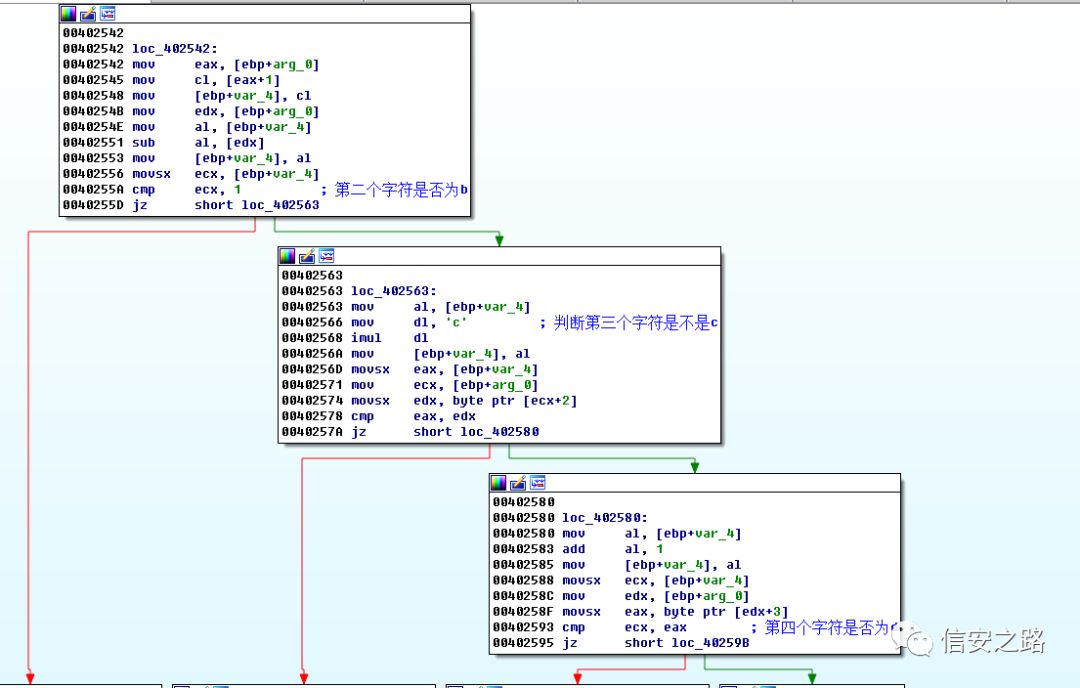 00402542
00402542 loc_402542:
00402542 mov eax, [ebp+arg_0]
00402545 mov cl, [eax+1]
00402548 mov [ebp+var_4], cl
0040254B mov edx, [ebp+arg_0]
0040254E mov al, [ebp+var_4]
00402551 sub al, [edx]
00402553 mov [ebp+var_4], al
00402556 movsx ecx, [ebp+var_4]
0040255A cmp ecx, 1 ; 第二个字符是否为b
0040255D jz short loc_402563
00402563
00402563 loc_402563:
00402563 mov al, [ebp+var_4]
00402566 mov dl, 'c' ; 判断第三个字符是不是c
00402568 imul dl
0040256A mov [ebp+var_4], al
0040256D movsx eax, [ebp+var_4]
00402571 mov ecx, [ebp+arg_0]
00402574 movsx edx, byte ptr [ecx+2]
00402578 cmp eax, edx
0040257A jz short loc_402580
00402580
00402580 loc_402580:
00402580 mov al, [ebp+var_4]
00402583 add al, 1
00402585 mov [ebp+var_4], al
00402588 movsx ecx, [ebp+var_4]
0040258C mov edx, [ebp+arg_0]
0040258F movsx eax, byte ptr [edx+3]
00402593 cmp ecx, eax ; 第四个字符是否为
00402595 jz short loc_40259B
信安之路